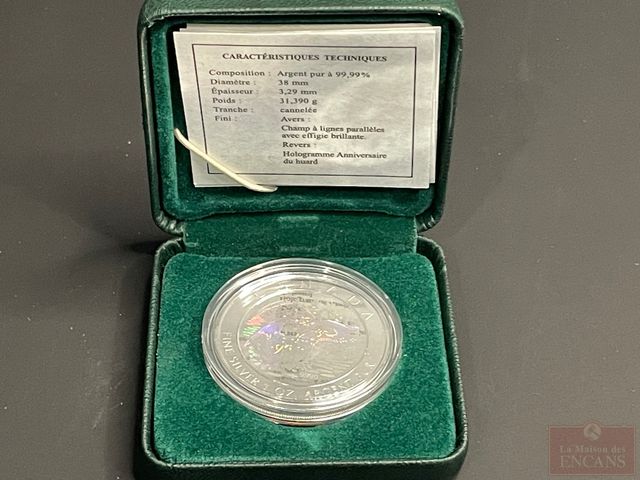 CARACTÉRISTIQUES TECHNIQUES
Composition : Argent pur à 99,99%
Diamètre : 38 mm
Épaisseur : 3,29 mm
Poids : 31,390 g
Tranche : cannelée
Fini : Avers :
Champ à lignes parallèles
avec effigie brillante.
Revers :
Hologramme Anniversaire
du huard
CANADA
FINE SILVER 1 OZ. ARGENT PUR
La Maison des
ENCANS